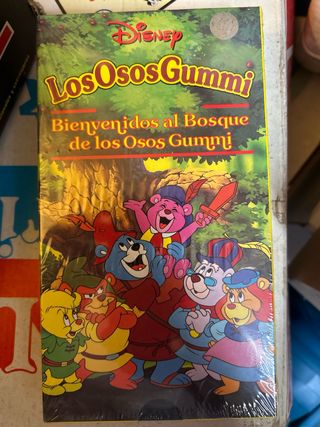 Disney
Los Osos Gummi
Bienvenidos al Bosque
de los Osos Gummi